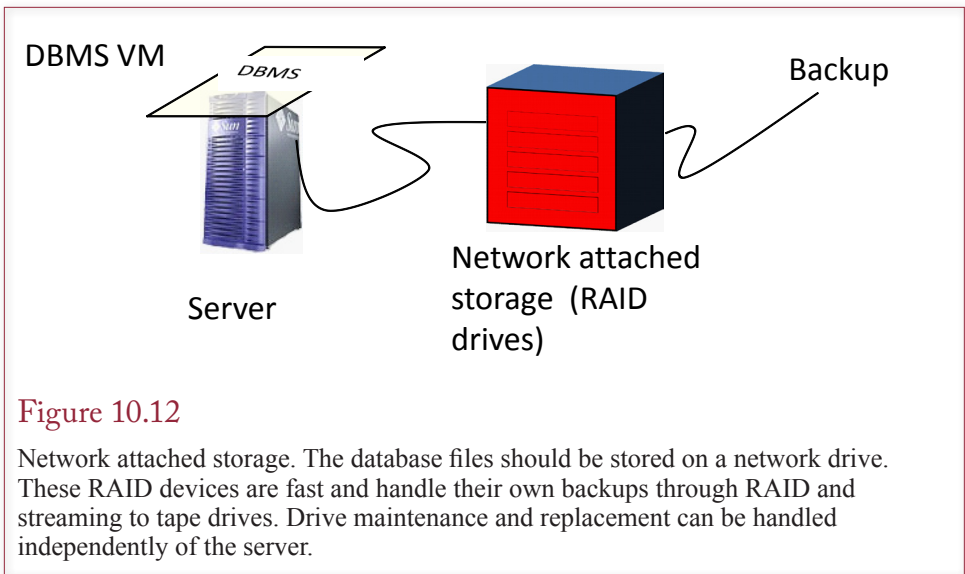 DBMS VM
DBMS
Backup
Sun
Sun
Server
Network attached
storage (RAID
drives)
Figure 10.12
Network attached storage. The database files should be stored on a network drive.
These RAID devices are fast and handle their own backups through RAID and
streaming to tape drives. Drive maintenance and replacement can be handled
independently of the server.